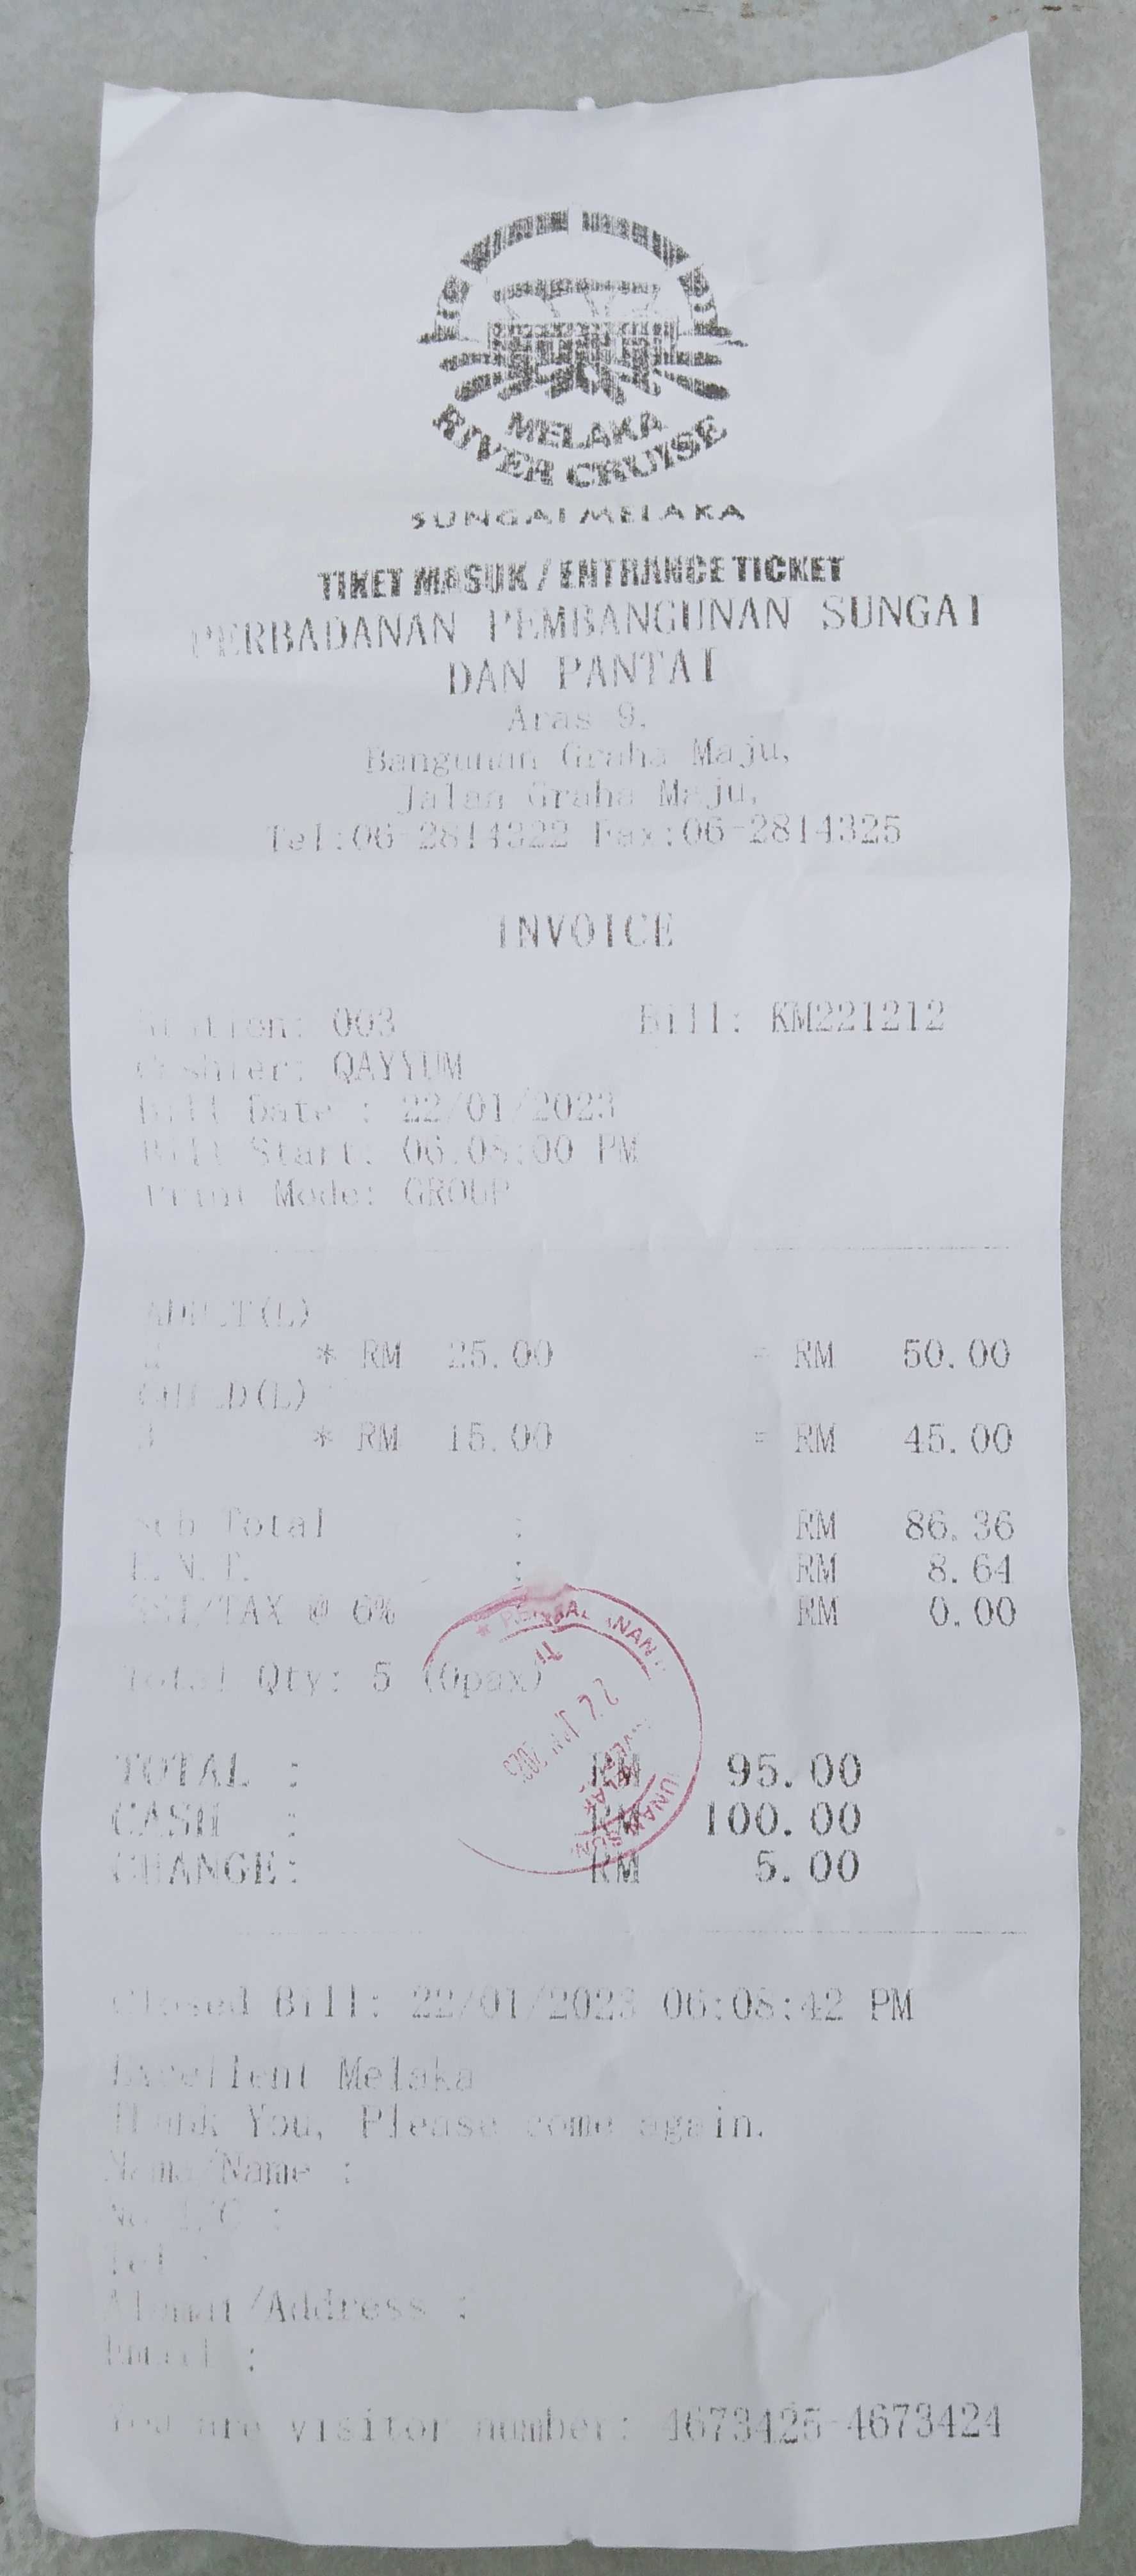 MELAKA
RIVER CRUISE
SUNGAI MELAKA
TIKET MASUK / ENTRANCE TICKET
PERBADANAN PEMBANGUNAN SUNGAI
DAN PANTAI
Aras 9,
Bangunan Graha Maju,
Jalan Graha Maju,
Tel:06-2814322 Fax:06-2814325
INVOICE
Station: 003 Bill: KM221212
Cashier: QAYYUM
Bill Date : 22/01/2023
Bill Start: 06:08:00 PM
Print Mode: GROUP
ADULT(L)
* RM 25.00 = RM 50.00
CHILD(L)
* RM 15.00 = RM 45.00
Sub Total : RM 86.36
: RM 8.64
@ 6% RM 0.00
Total Qty: 5 (0pax)
22 JAN 2023
TOTAL : RM 95.00
CASH : RM 100.00
CHANGE: RM 5.00
Closed Bill: 22/01/2023 06:08:42 PM
Excellent Melaka
Thank You, Please come again.
Nama/Name :
No I/C :
Tel :
Alamat/Address :
Email :
You are visitor number: 4673425-4673424